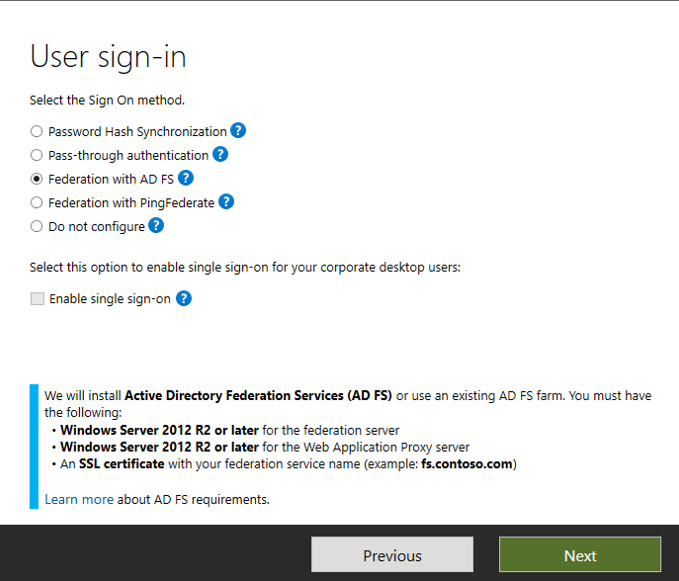 User sign-in
Select the Sign On method.
Password Hash Synchronization ?
Pass-through authentication ?
Federation with AD FS ?
Federation with PingFederate ?
Do not configure ?
Select this option to enable single sign-on for your corporate desktop users:
Enable single sign-on ?
We will install Active Directory Federation Services (AD FS) or use an existing AD FS farm. You must have
the following:
• Windows Server 2012 R2 or later for the federation server
• Windows Server 2012 R2 or later for the Web Application Proxy server
• An SSL certificate with your federation service name (example: fs.contoso.com)
Learn more about AD FS requirements.
Previous Next